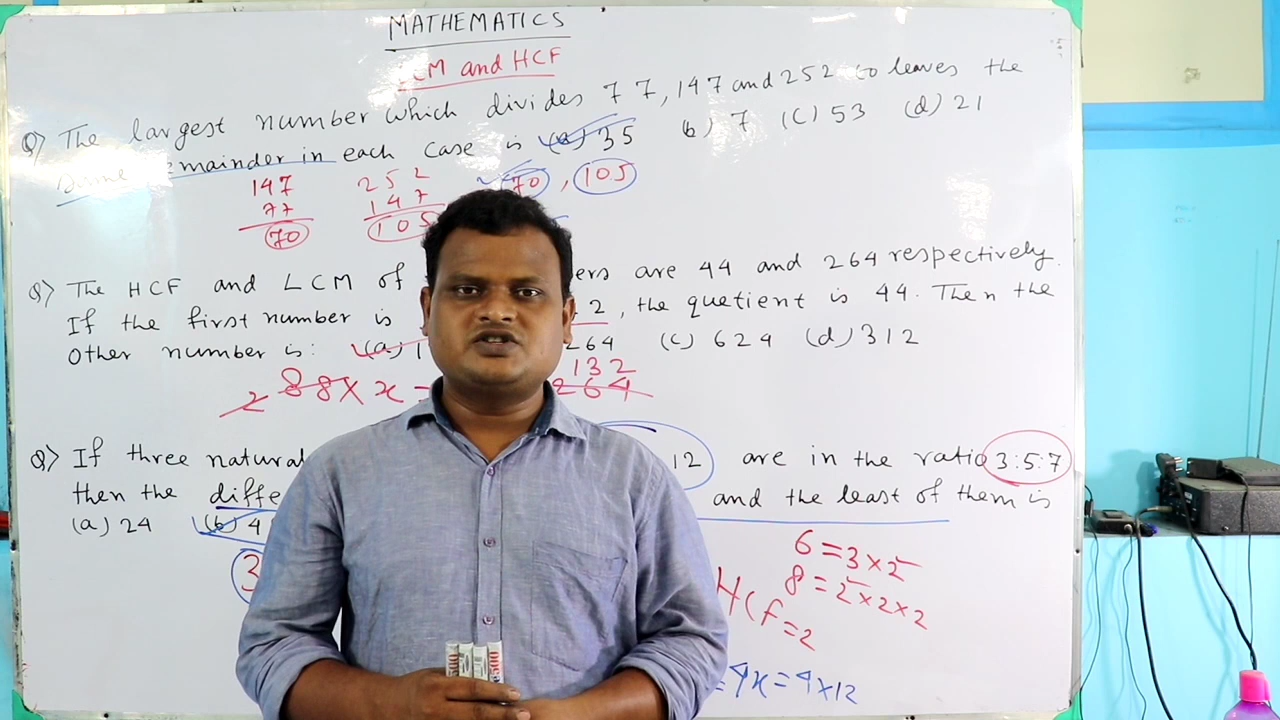 MATHEMATICS
LCM and HCF
Q) The largest number which divides 77, 147 and 252 to leaves the
Same remainder in each case is (a) 35 (b) 7 (c) 53 (d) 21
147 252 70, 105
77 147
70 105
Q) The HCF and LCM of ers are 44 and 264 respectively.
If the first number is 2, the quetient is 44. Then the
Other number is: (a) 1 264 (c) 624 (d) 312
132
2 88 × x = 264
Q) If three natural 12 are in the ratio 3:5:7
then the diffe and the least of them is
(a) 24 (b) 4
3
6 = 3 × 2
8 = 2 × 2 × 2
HCf = 2
= 4x = 4 × 12